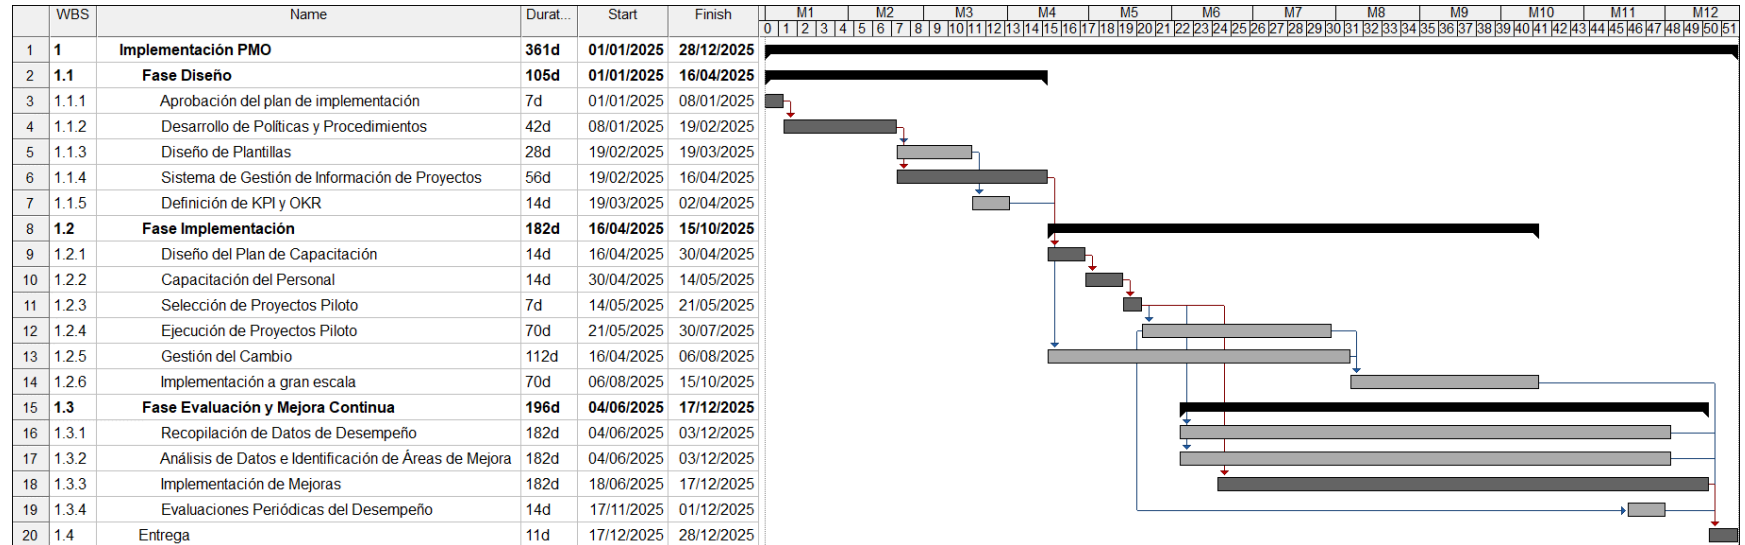 WBS Name Durat... Start Finish M1 M2 M3 M4 M5 M6 M7 M8 M9 M10 M11 M12
0 1 2 3 4 5 6 7 8 9 10 11 12 13 14 15 16 17 18 19 20 21 22 23 24 25 26 27 28 29 30 31 32 33 34 35 36 37 38 39 40 41 42 43 44 45 46 47 48 49 50 51
1 1 Implementación PMO 361d 01/01/2025 28/12/2025
2 1.1 Fase Diseño 105d 01/01/2025 16/04/2025
3 1.1.1 Aprobación del plan de implementación 7d 01/01/2025 08/01/2025
4 1.1.2 Desarrollo de Políticas y Procedimientos 42d 08/01/2025 19/02/2025
5 1.1.3 Diseño de Plantillas 28d 19/02/2025 19/03/2025
6 1.1.4 Sistema de Gestión de Información de Proyectos 56d 19/02/2025 16/04/2025
7 1.1.5 Definición de KPI y OKR 14d 19/03/2025 02/04/2025
8 1.2 Fase Implementación 182d 16/04/2025 15/10/2025
9 1.2.1 Diseño del Plan de Capacitación 14d 16/04/2025 30/04/2025
10 1.2.2 Capacitación del Personal 14d 30/04/2025 14/05/2025
11 1.2.3 Selección de Proyectos Piloto 7d 14/05/2025 21/05/2025
12 1.2.4 Ejecución de Proyectos Piloto 70d 21/05/2025 30/07/2025
13 1.2.5 Gestión del Cambio 112d 16/04/2025 06/08/2025
14 1.2.6 Implementación a gran escala 70d 06/08/2025 15/10/2025
15 1.3 Fase Evaluación y Mejora Continua 196d 04/06/2025 17/12/2025
16 1.3.1 Recopilación de Datos de Desempeño 182d 04/06/2025 03/12/2025
17 1.3.2 Análisis de Datos e Identificación de Áreas de Mejora 182d 04/06/2025 03/12/2025
18 1.3.3 Implementación de Mejoras 182d 18/06/2025 17/12/2025
19 1.3.4 Evaluaciones Periódicas del Desempeño 14d 17/11/2025 01/12/2025
20 1.4 Entrega 11d 17/12/2025 28/12/2025